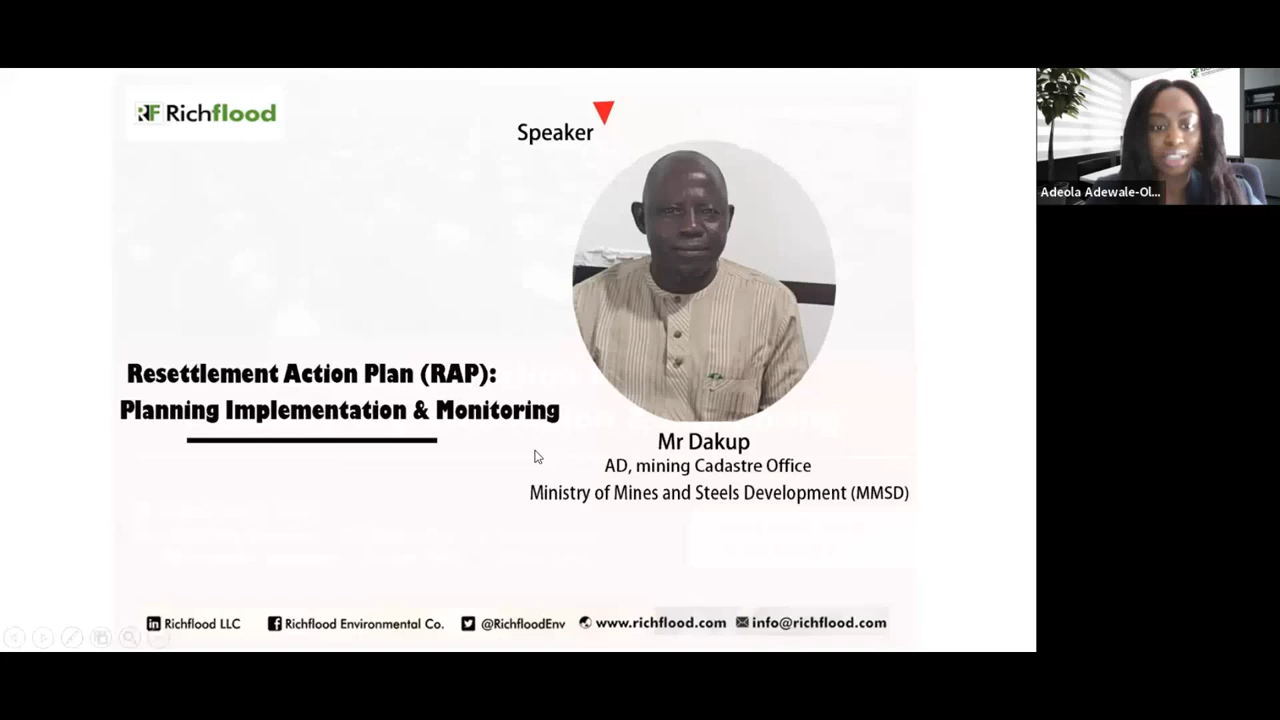 RF Richflood
Speaker
Resettlement Action Plan (RAP):
Planning Implementation & Monitoring
Mr Dakup
AD, mining Cadastre Office
Ministry of Mines and Steels Development (MMSD)
Richflood LLC
Richflood Environmental Co.
@RichfloodEnv
www.richflood.com
info@richflood.com
Adeola Adewale-Ol...